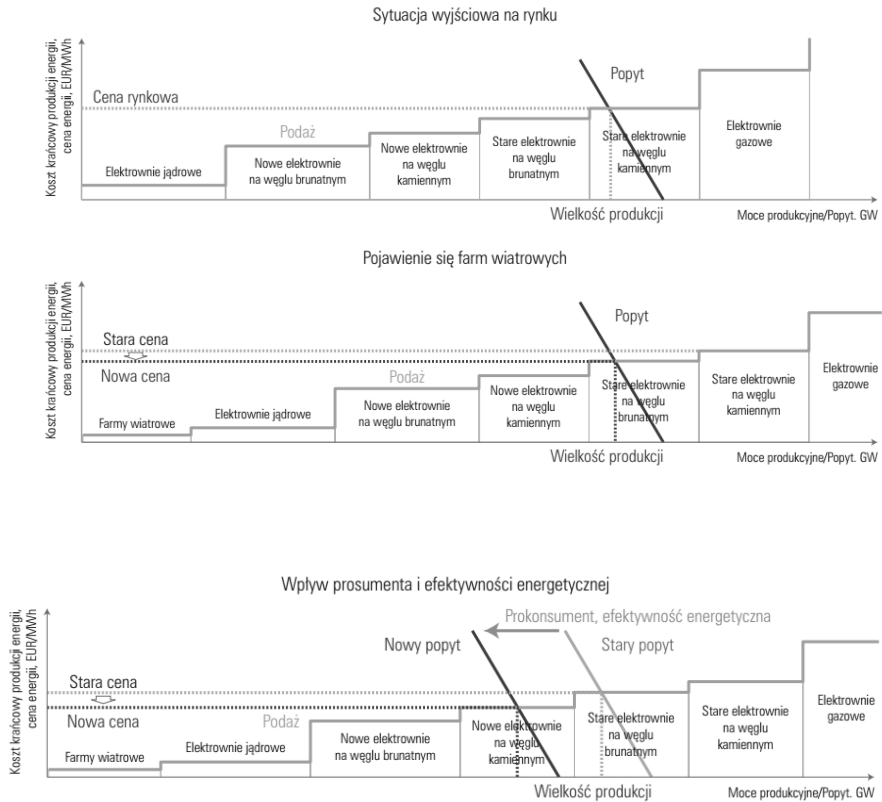 Sytuacja wyjściowa na rynku
Koszt krańcowy produkcji energii,
cena energii, EUR/MWh
Popyt
Cena rynkowa
Podaż
Elektrownie jądrowe
Nowe elektrownie
na węglu brunatnym
Nowe elektrownie
na węglu
kamiennym
Stare elektrownie
na węglu
brunatnym
Stare elektrownie
na węglu
kamiennym
Elektrownie
gazowe
Wielkość produkcji
Moce produkcyjne/Popyt. GW
Pojawienie się farm wiatrowych
Koszt krańcowy produkcji energii,
cena energii, EUR/MWh
Popyt
Stara cena
Nowa cena
Podaż
Farmy wiatrowe
Elektrownie jądrowe
Nowe elektrownie
na węglu brunatnym
Nowe elektrownie
na węglu
kamiennym
Stare elektrownie
na węglu
brunatnym
Stare elektrownie
na węglu
kamiennym
Elektrownie
gazowe
Wielkość produkcji
Moce produkcyjne/Popyt. GW
Wpływ prosumenta i efektywności energetycznej
Koszt krańcowy produkcji energii,
cena energii, EUR/MWh
Prokonsument, efektywność energetyczna
Nowy popyt
Stary popyt
Stara cena
Nowa cena
Podaż
Farmy wiatrowe
Elektrownie jądrowe
Nowe elektrownie
na węglu brunatnym
Nowe elektrownie
na węglu
kamiennym
Stare elektrownie
na węglu
brunatnym
Stare elektrownie
na węglu
kamiennym
Elektrownie
gazowe
Wielkość produkcji
Moce produkcyjne/Popyt. GW